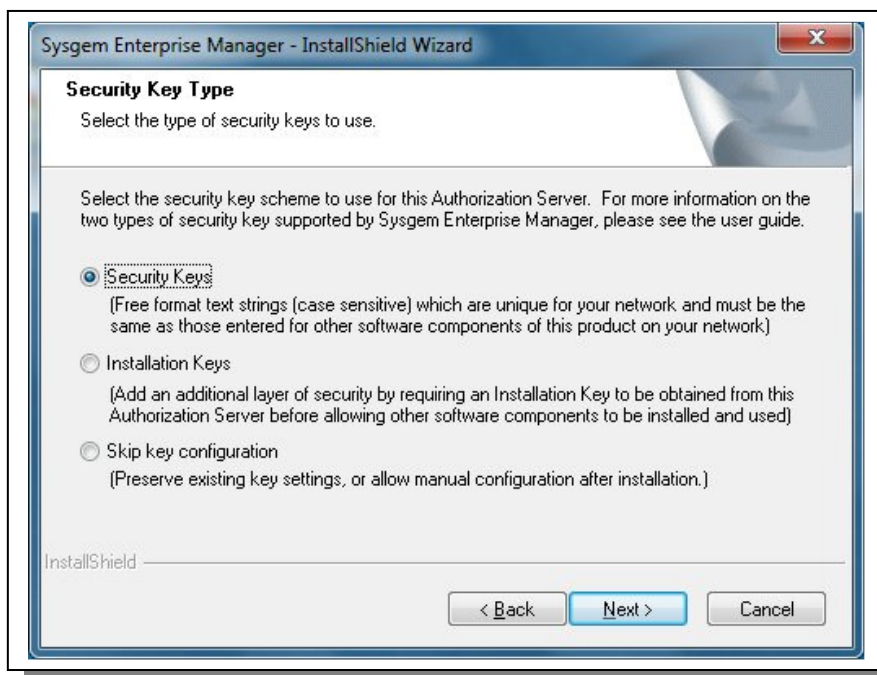 Sysgem Enterprise Manager - InstallShield Wizard
Security Key Type
Select the type of security keys to use.
Select the security key scheme to use for this Authorization Server. For more information on the
two types of security key supported by Sysgem Enterprise Manager, please see the user guide.
Security Keys
(Free format text strings (case sensitive) which are unique for your network and must be the
same as those entered for other software components of this product on your network)
Installation Keys
(Add an additional layer of security by requiring an Installation Key to be obtained from this
Authorization Server before allowing other software components to be installed and used)
Skip key configuration
(Preserve existing key settings, or allow manual configuration after installation.)
InstallShield
< Back Next > Cancel